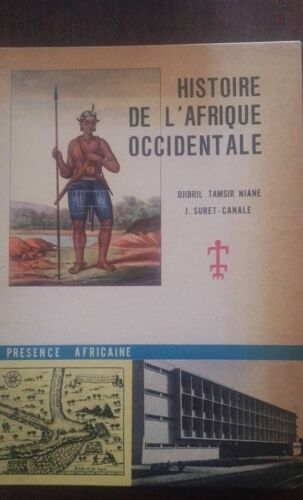 HISTOIRE
DE L'AFRIQUE
OCCIDENTALE
DJIBRIL TAMSIR NIANE
J. SURET-CANALE
PRESENCE AFRICAINE